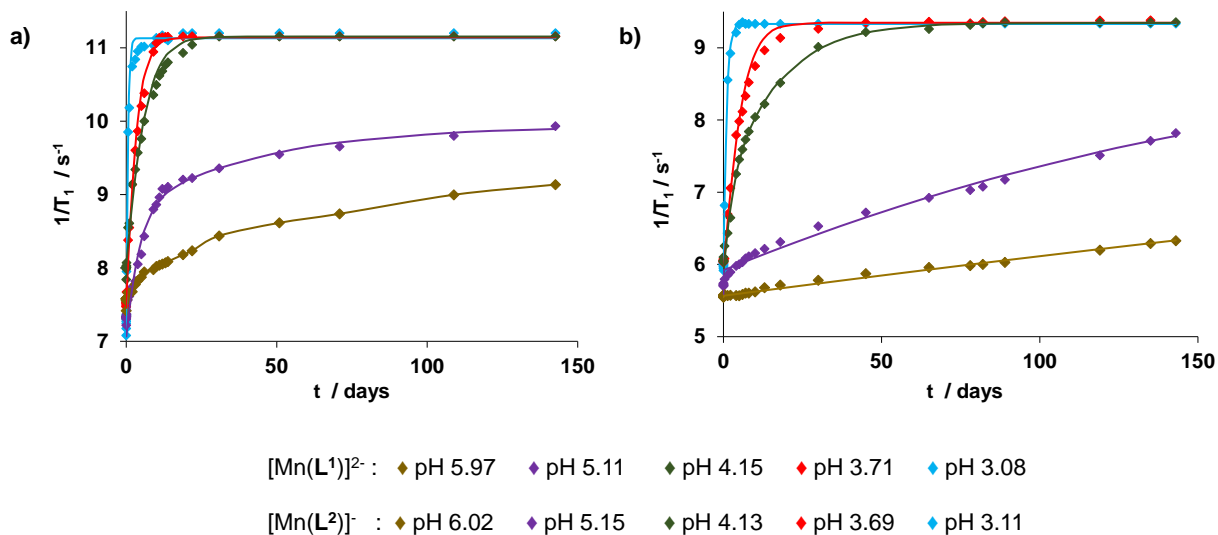 a)
1/T₁ / s⁻¹
11
10
9
8
7
0
50
100
150
t / days
b)
1/T₁ / s⁻¹
9
8
7
6
5
0
50
100
150
t / days
[Mn(L¹)]²⁻ : pH 5.97 pH 5.11 pH 4.15 pH 3.71 pH 3.08
[Mn(L²)]⁻ : pH 6.02 pH 5.15 pH 4.13 pH 3.69 pH 3.11